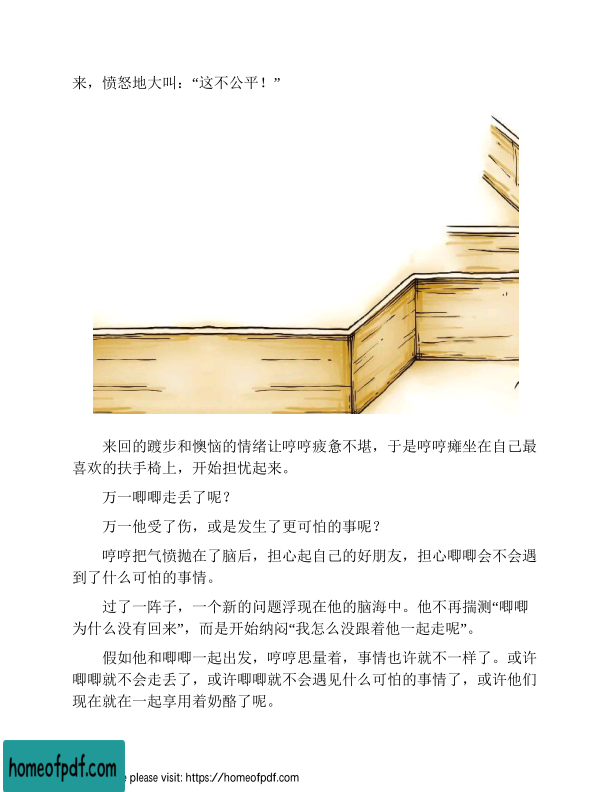 来，愤怒地大叫：“这不公平！”
来回的踱步和懊恼的情绪让哼哼疲惫不堪，于是哼哼瘫坐在自己最
喜欢的扶手椅上，开始担忧起来。
万一唧唧走丢了呢？
万一他受了伤，或是发生了更可怕的事呢？
哼哼把气愤抛在了脑后，担心起自己的好朋友，担心唧唧会不会遇
到了什么可怕的事情。
过了一阵子，一个新的问题浮现在他的脑海中。他不再揣测“唧唧
为什么没有回来”，而是开始纳闷“我怎么没跟着他一起走呢”。
假如他和唧唧一起出发，哼哼思量着，事情也许就不一样了。或许
唧唧就不会走丢了，或许唧唧就不会遇见什么可怕的事情了，或许他们
现在就在一起享用着奶酪了呢。
homeofpdf.com
e please visit: https://homeofpdf.com